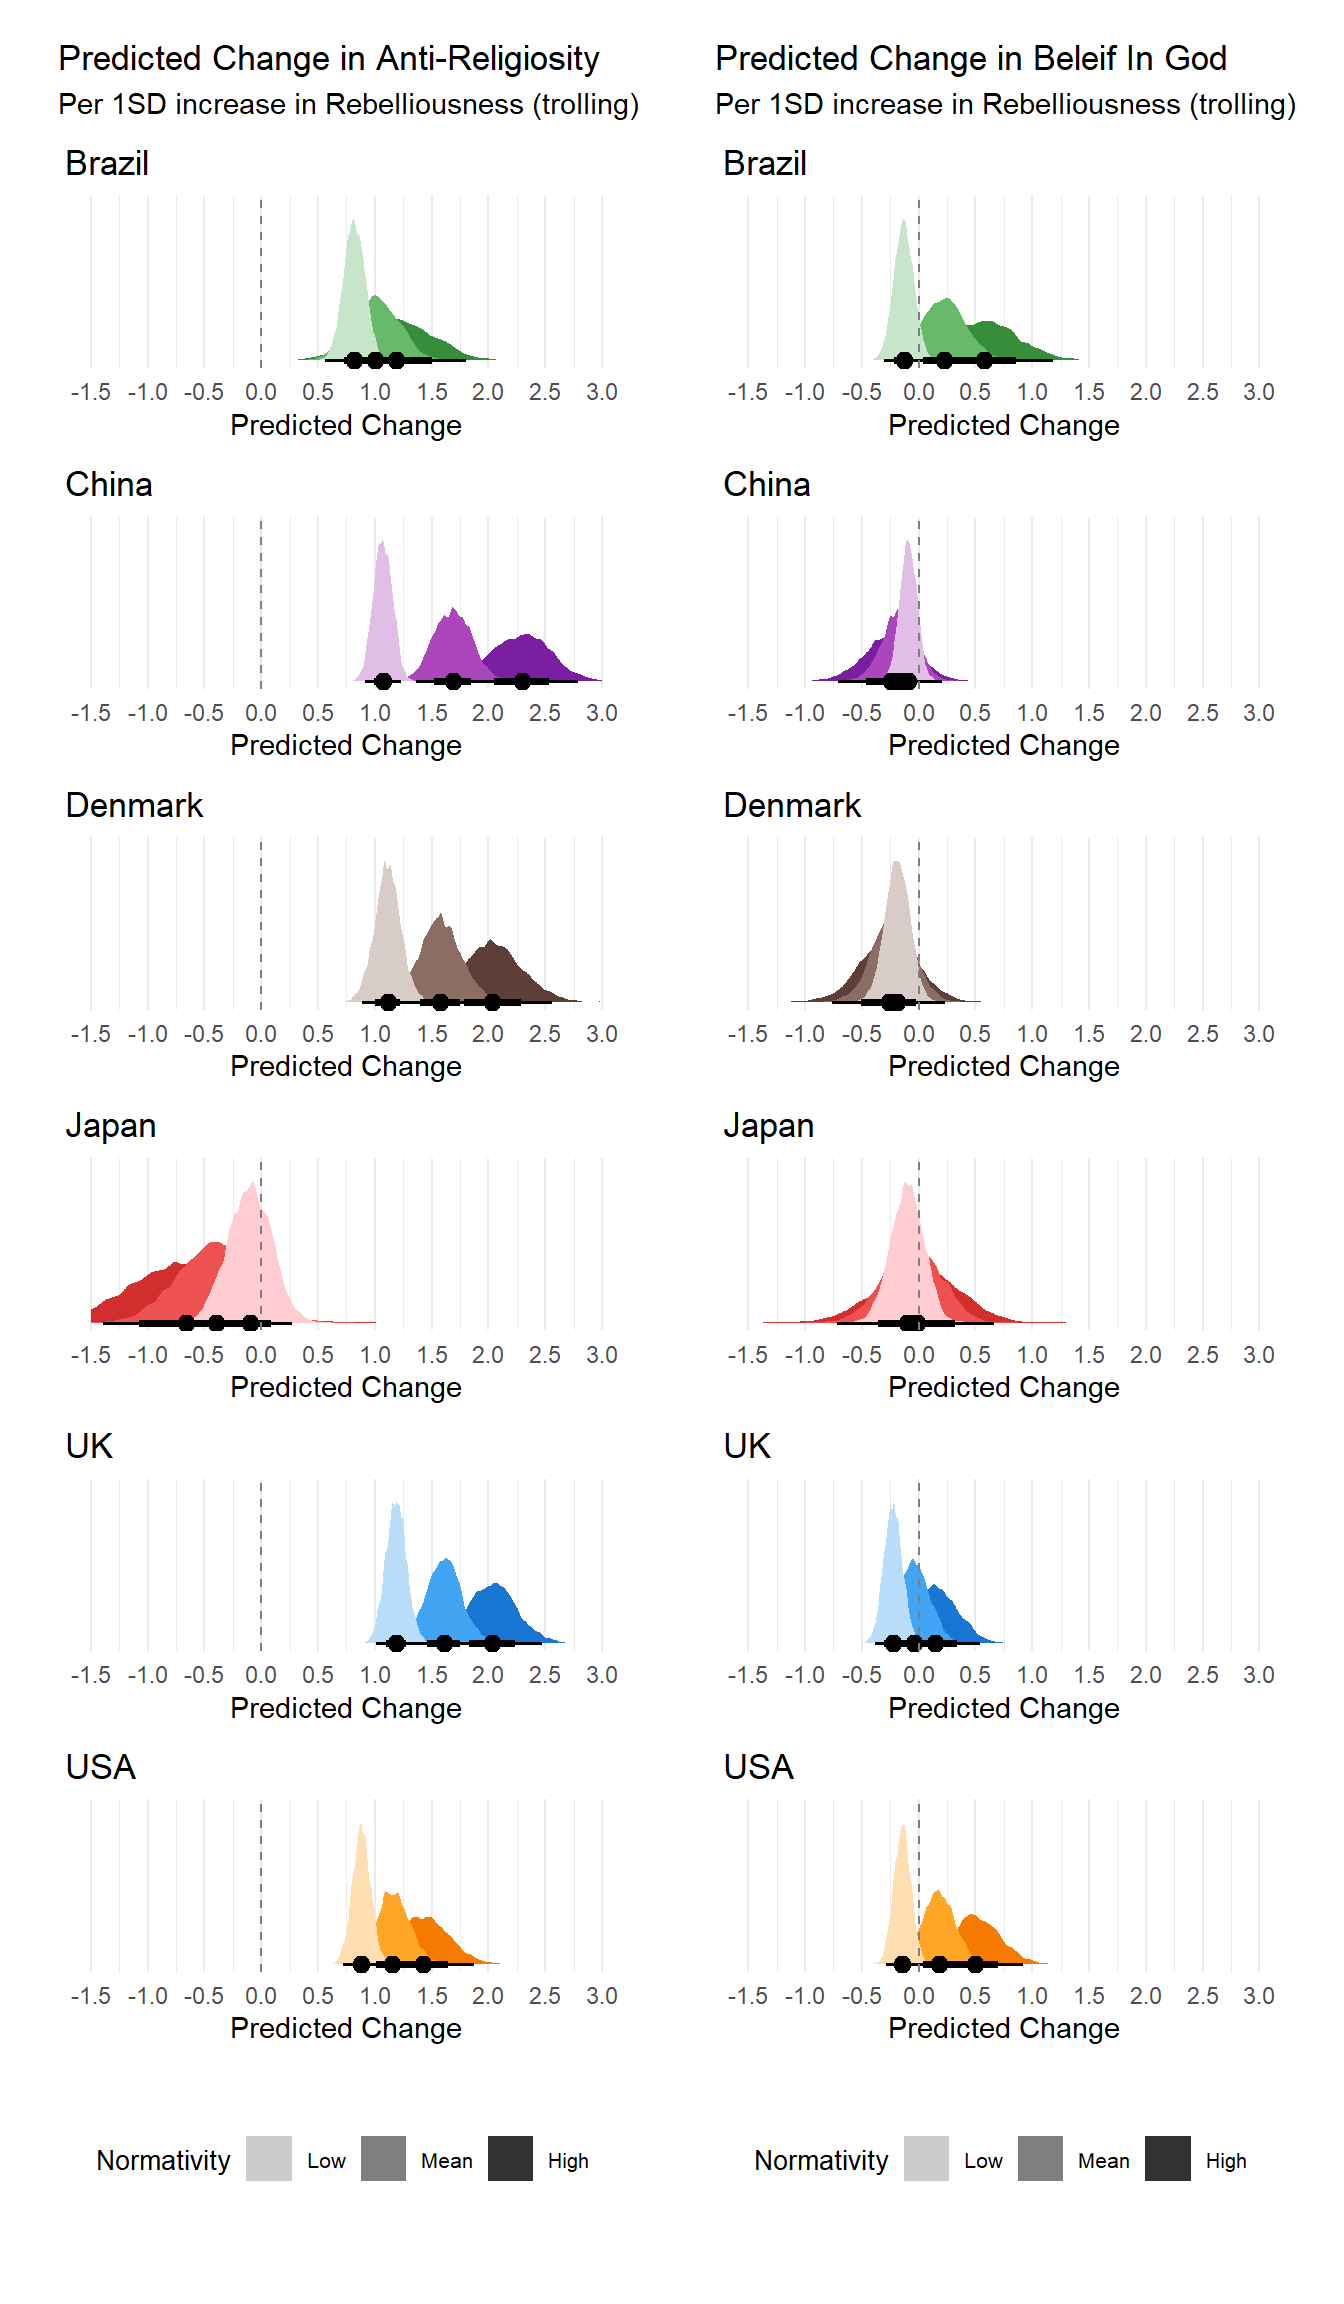 Predicted Change in Anti-Religiosity
Per 1SD increase in Rebelliousness (trolling)
Predicted Change in Beleif In God
Per 1SD increase in Rebelliousness (trolling)
Brazil
-1.5 -1.0 -0.5 0.0 0.5 1.0 1.5 2.0 2.5 3.0
Predicted Change
Brazil
-1.5 -1.0 -0.5 0.0 0.5 1.0 1.5 2.0 2.5 3.0
Predicted Change
China
-1.5 -1.0 -0.5 0.0 0.5 1.0 1.5 2.0 2.5 3.0
Predicted Change
China
-1.5 -1.0 -0.5 0.0 0.5 1.0 1.5 2.0 2.5 3.0
Predicted Change
Denmark
-1.5 -1.0 -0.5 0.0 0.5 1.0 1.5 2.0 2.5 3.0
Predicted Change
Denmark
-1.5 -1.0 -0.5 0.0 0.5 1.0 1.5 2.0 2.5 3.0
Predicted Change
Japan
-1.5 -1.0 -0.5 0.0 0.5 1.0 1.5 2.0 2.5 3.0
Predicted Change
Japan
-1.5 -1.0 -0.5 0.0 0.5 1.0 1.5 2.0 2.5 3.0
Predicted Change
UK
-1.5 -1.0 -0.5 0.0 0.5 1.0 1.5 2.0 2.5 3.0
Predicted Change
UK
-1.5 -1.0 -0.5 0.0 0.5 1.0 1.5 2.0 2.5 3.0
Predicted Change
USA
-1.5 -1.0 -0.5 0.0 0.5 1.0 1.5 2.0 2.5 3.0
Predicted Change
USA
-1.5 -1.0 -0.5 0.0 0.5 1.0 1.5 2.0 2.5 3.0
Predicted Change
Normativity Low Mean High
Normativity Low Mean High